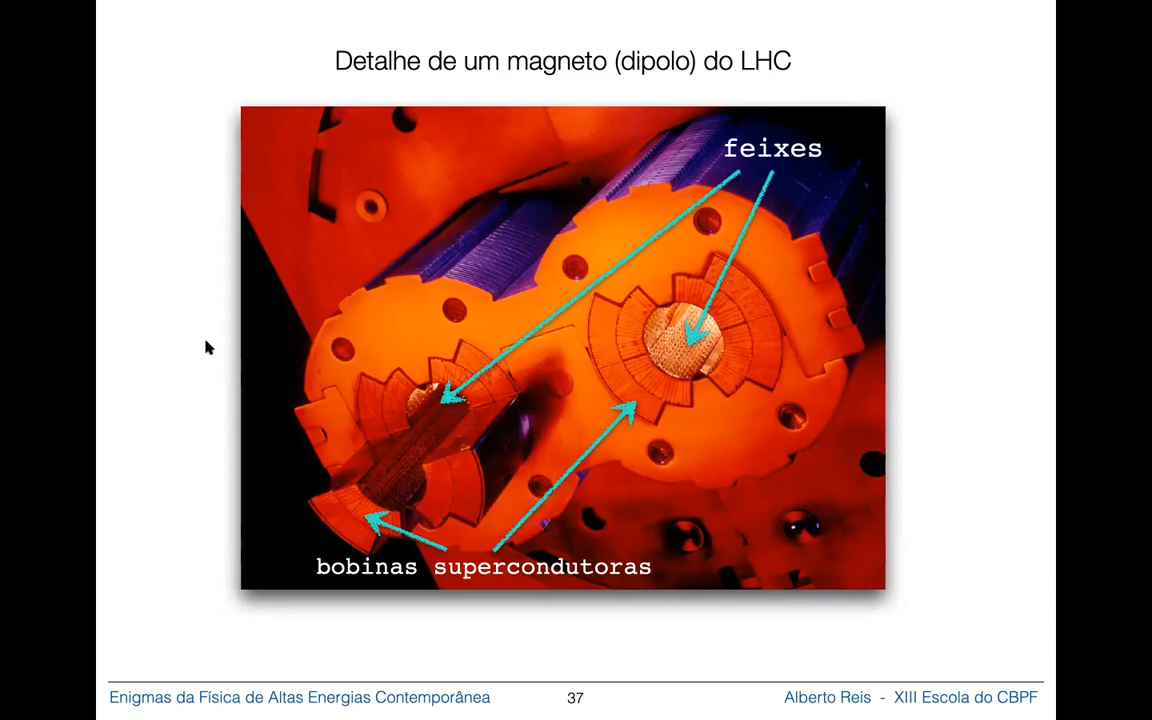 Detalhe de um magneto (dipolo) do LHC
feixes
bobinas supercondutoras
Enigmas da Física de Altas Energias Contemporânea
37
Alberto Reis - XIII Escola do CBPF